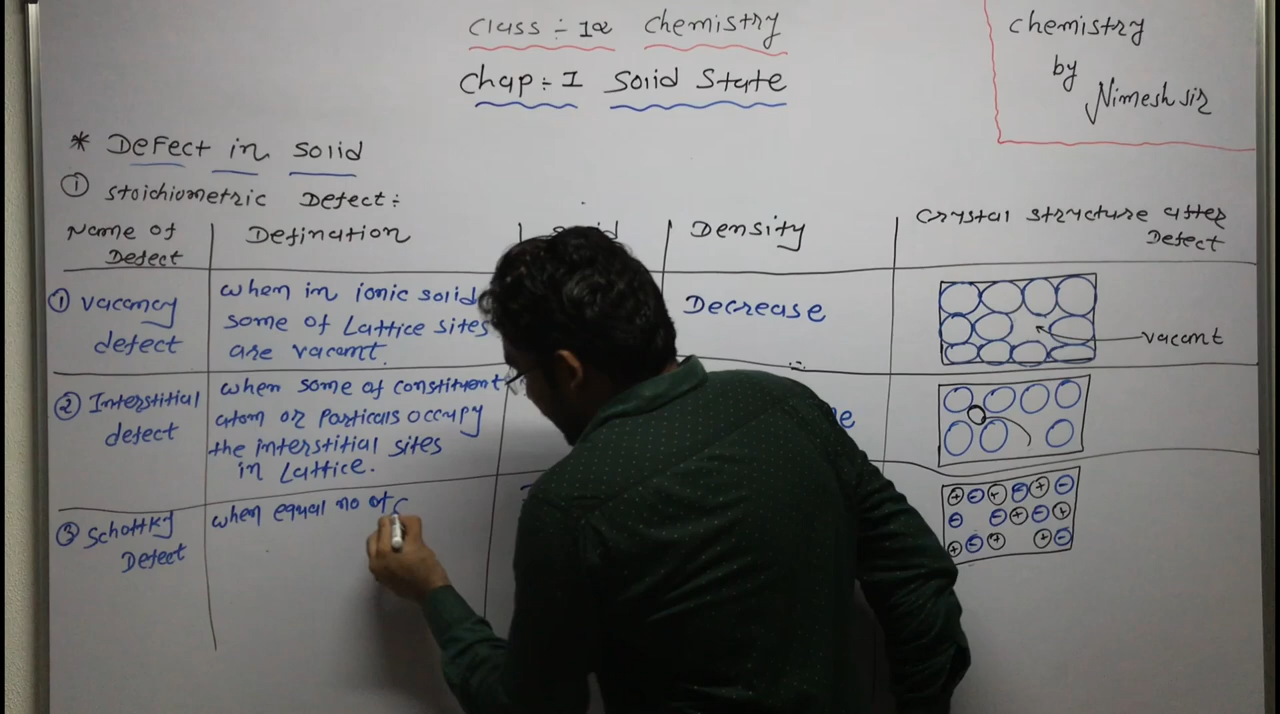 Class :- 12 Chemistry
Chap :- I Solid State
Chemistry
by
Nimesh sir
* Defect in Solid
① Stoichiometric Defect :-
Name of Defect
Defination
Density
Crystal structure after Defect
① Vacancy defect
when in ionic solid
some of Lattice sites
are vacant.
Decrease
vacant
② Interstitial defect
when some of constituent
atom or Particals occupy
the interstitial sites
in Lattice.
③ Schottky Defect
when equal no of